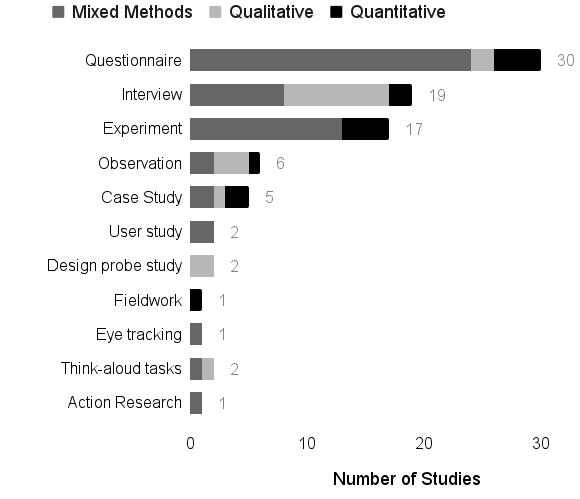 Mixed Methods Qualitative Quantitative
Questionnaire 30
Interview 19
Experiment 17
Observation 6
Case Study 5
User study 2
Design probe study 2
Fieldwork 1
Eye tracking 1
Think-aloud tasks 2
Action Research 1
0 10 20 30
Number of Studies